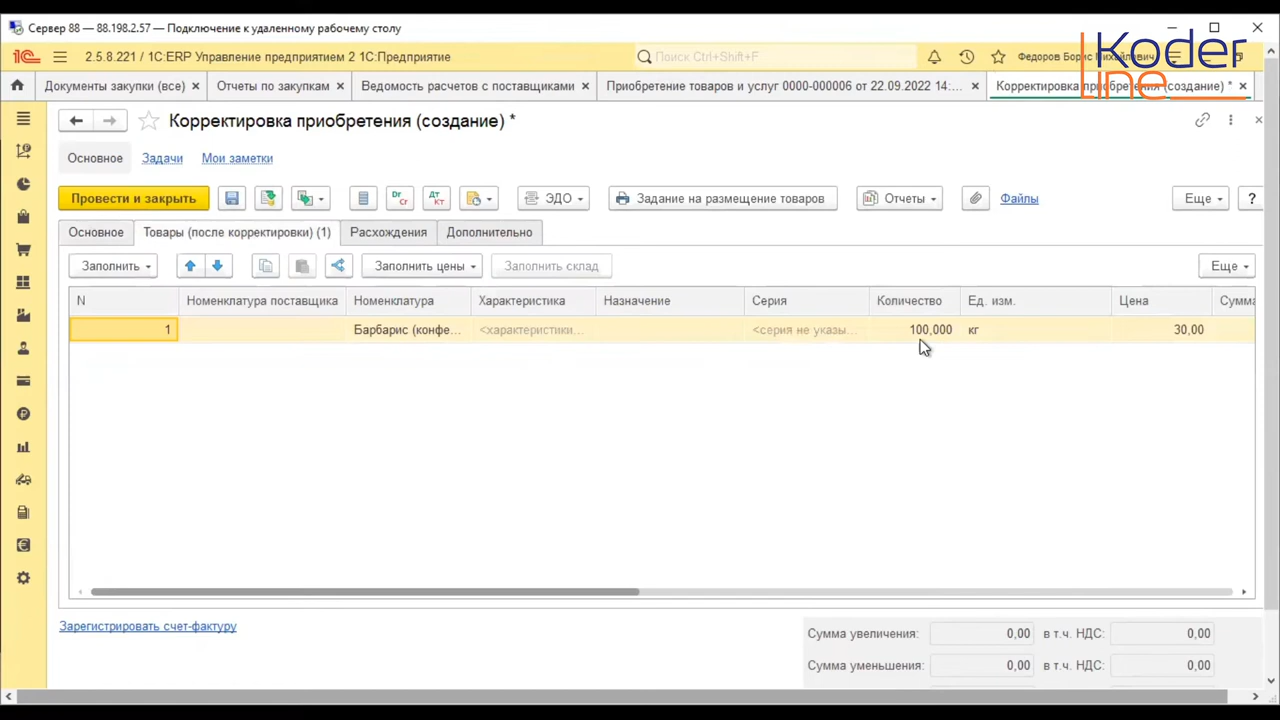 Сервер 88 — 88.198.2.57 — Подключение к удаленному рабочему столу
1С 2.5.8.221 / 1С:ERP Управление предприятием 2 1С:Предприятие Поиск Ctrl+Shift+F Федоров Борис Михайлович
Koder
Line
Документы закупки (все) × Отчеты по закупкам × Ведомость расчетов с поставщиками × Приобретение товаров и услуг 0000-000006 от 22.09.2022 14:... × Корректировка приобретения (создание) * ×
Корректировка приобретения (создание) *
Основное Задачи Мои заметки
Провести и закрыть Dr Cr Дт Кт ЭДО Задание на размещение товаров Отчеты Файлы Еще ?
Основное Товары (после корректировки) (1) Расхождения Дополнительно
Заполнить Заполнить цены Заполнить склад Еще
N Номенклатура поставщика Номенклатура Характеристика Назначение Серия Количество Ед. изм. Цена Сумма
1 Барбарис (конфе... <характеристики... <серия не указы... 100,000 кг 30,00
Зарегистрировать счет-фактуру
Сумма увеличения: 0,00 в т.ч. НДС: 0,00
Сумма уменьшения: 0,00 в т.ч. НДС: 0,00